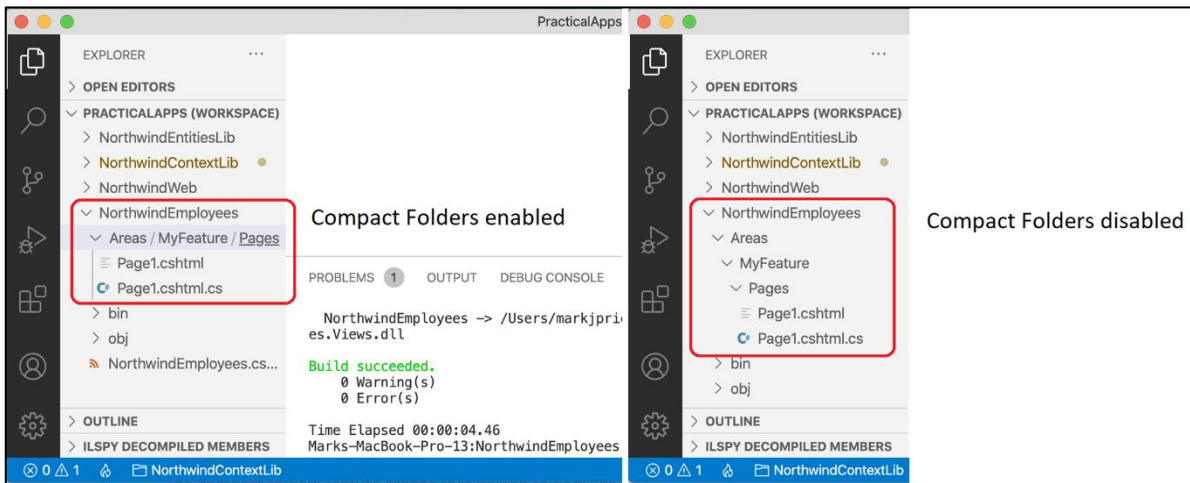 PracticalApps
EXPLORER ...
> OPEN EDITORS
PRACTICALAPPS (WORKSPACE)
> NorthwindEntitiesLib
> NorthwindContextLib
> NorthwindWeb
NorthwindEmployees
Areas / MyFeature / Pages
Page1.cshtml
C# Page1.cshtml.cs
> bin
> obj
NorthwindEmployees.cs...
> OUTLINE
> ILSPY DECOMPILED MEMBERS
0 1 NorthwindContextLib
Compact Folders enabled
PROBLEMS 1 OUTPUT DEBUG CONSOLE
NorthwindEmployees -> /Users/markjpri
es.Views.dll
Build succeeded.
0 Warning(s)
0 Error(s)
Time Elapsed 00:00:04.46
Marks-MacBook-Pro-13:NorthwindEmployees
EXPLORER ...
> OPEN EDITORS
PRACTICALAPPS (WORKSPACE)
> NorthwindEntitiesLib
> NorthwindContextLib
> NorthwindWeb
NorthwindEmployees
Areas
MyFeature
Pages
Page1.cshtml
C# Page1.cshtml.cs
> bin
> obj
> OUTLINE
> ILSPY DECOMPILED MEMBERS
0 1 NorthwindContextLib
Compact Folders disabled